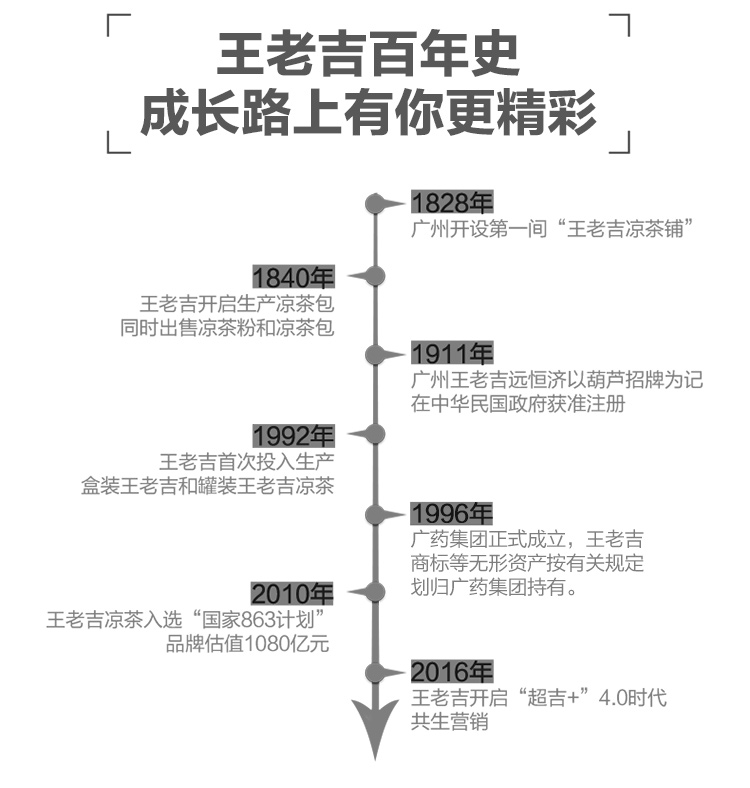 王老吉百年史
成长路上有你更精彩
1828年
广州开设第一间“王老吉凉茶铺”
1840年
王老吉开启生产凉茶包
同时出售凉茶粉和凉茶包
1911年
广州王老吉远恒济以葫芦招牌为记
在中华民国政府获准注册
1992年
王老吉首次投入生产
盒装王老吉和罐装王老吉凉茶
1996年
广药集团正式成立，王老吉
商标等无形资产按有关规定
划归广药集团持有。
2010年
王老吉凉茶入选“国家863计划”
品牌估值1080亿元
2016年
王老吉开启“超吉+”4.0时代
共生营销